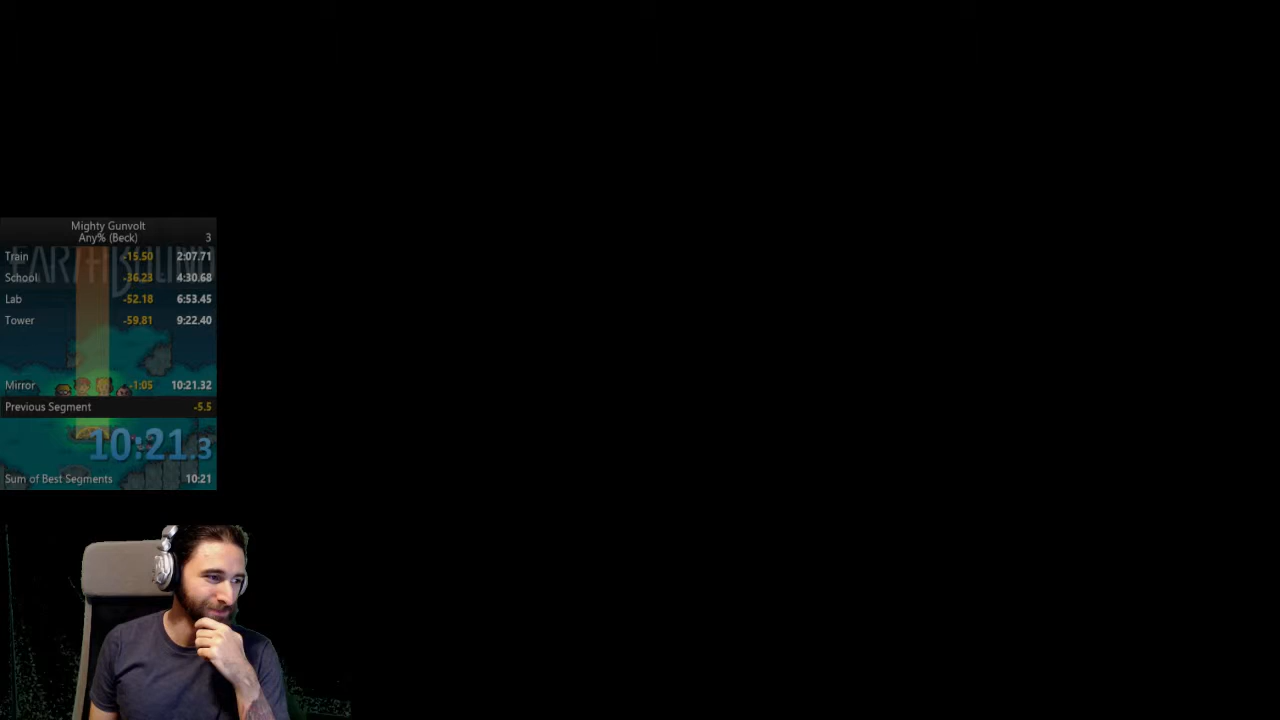 Mighty Gunvolt
Any% (Beck) 3
Train -15.50 2:07.71
School -36.23 4:30.68
Lab -52.18 6:53.45
Tower -59.81 9:22.40
Mirror -1:05 10:21.32
Previous Segment -5.5
10:21.3
Sum of Best Segments 10:21
EARTHBOUND